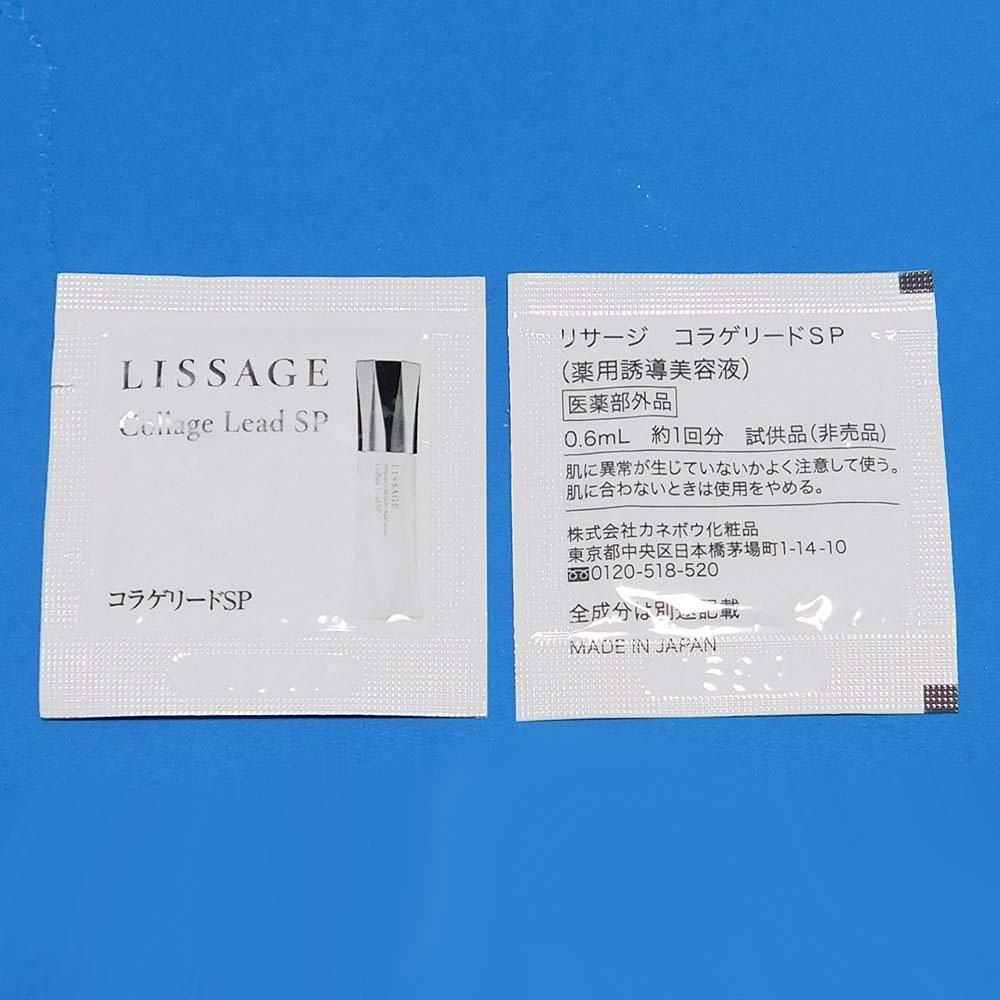 LISSAGE
Collage Lead SP
LISSAGE
コラゲリードSP
リサージ　コラゲリードSP
(薬用誘導美容液)
医薬部外品
0.6mL　約1回分　試供品(非売品)
肌に異常が生じていないかよく注意して使う。
肌に合わないときは使用をやめる。
株式会社カネボウ化粧品
東京都中央区日本橋茅場町1-14-10
0120-518-520
全成分は別途記載
MADE IN JAPAN